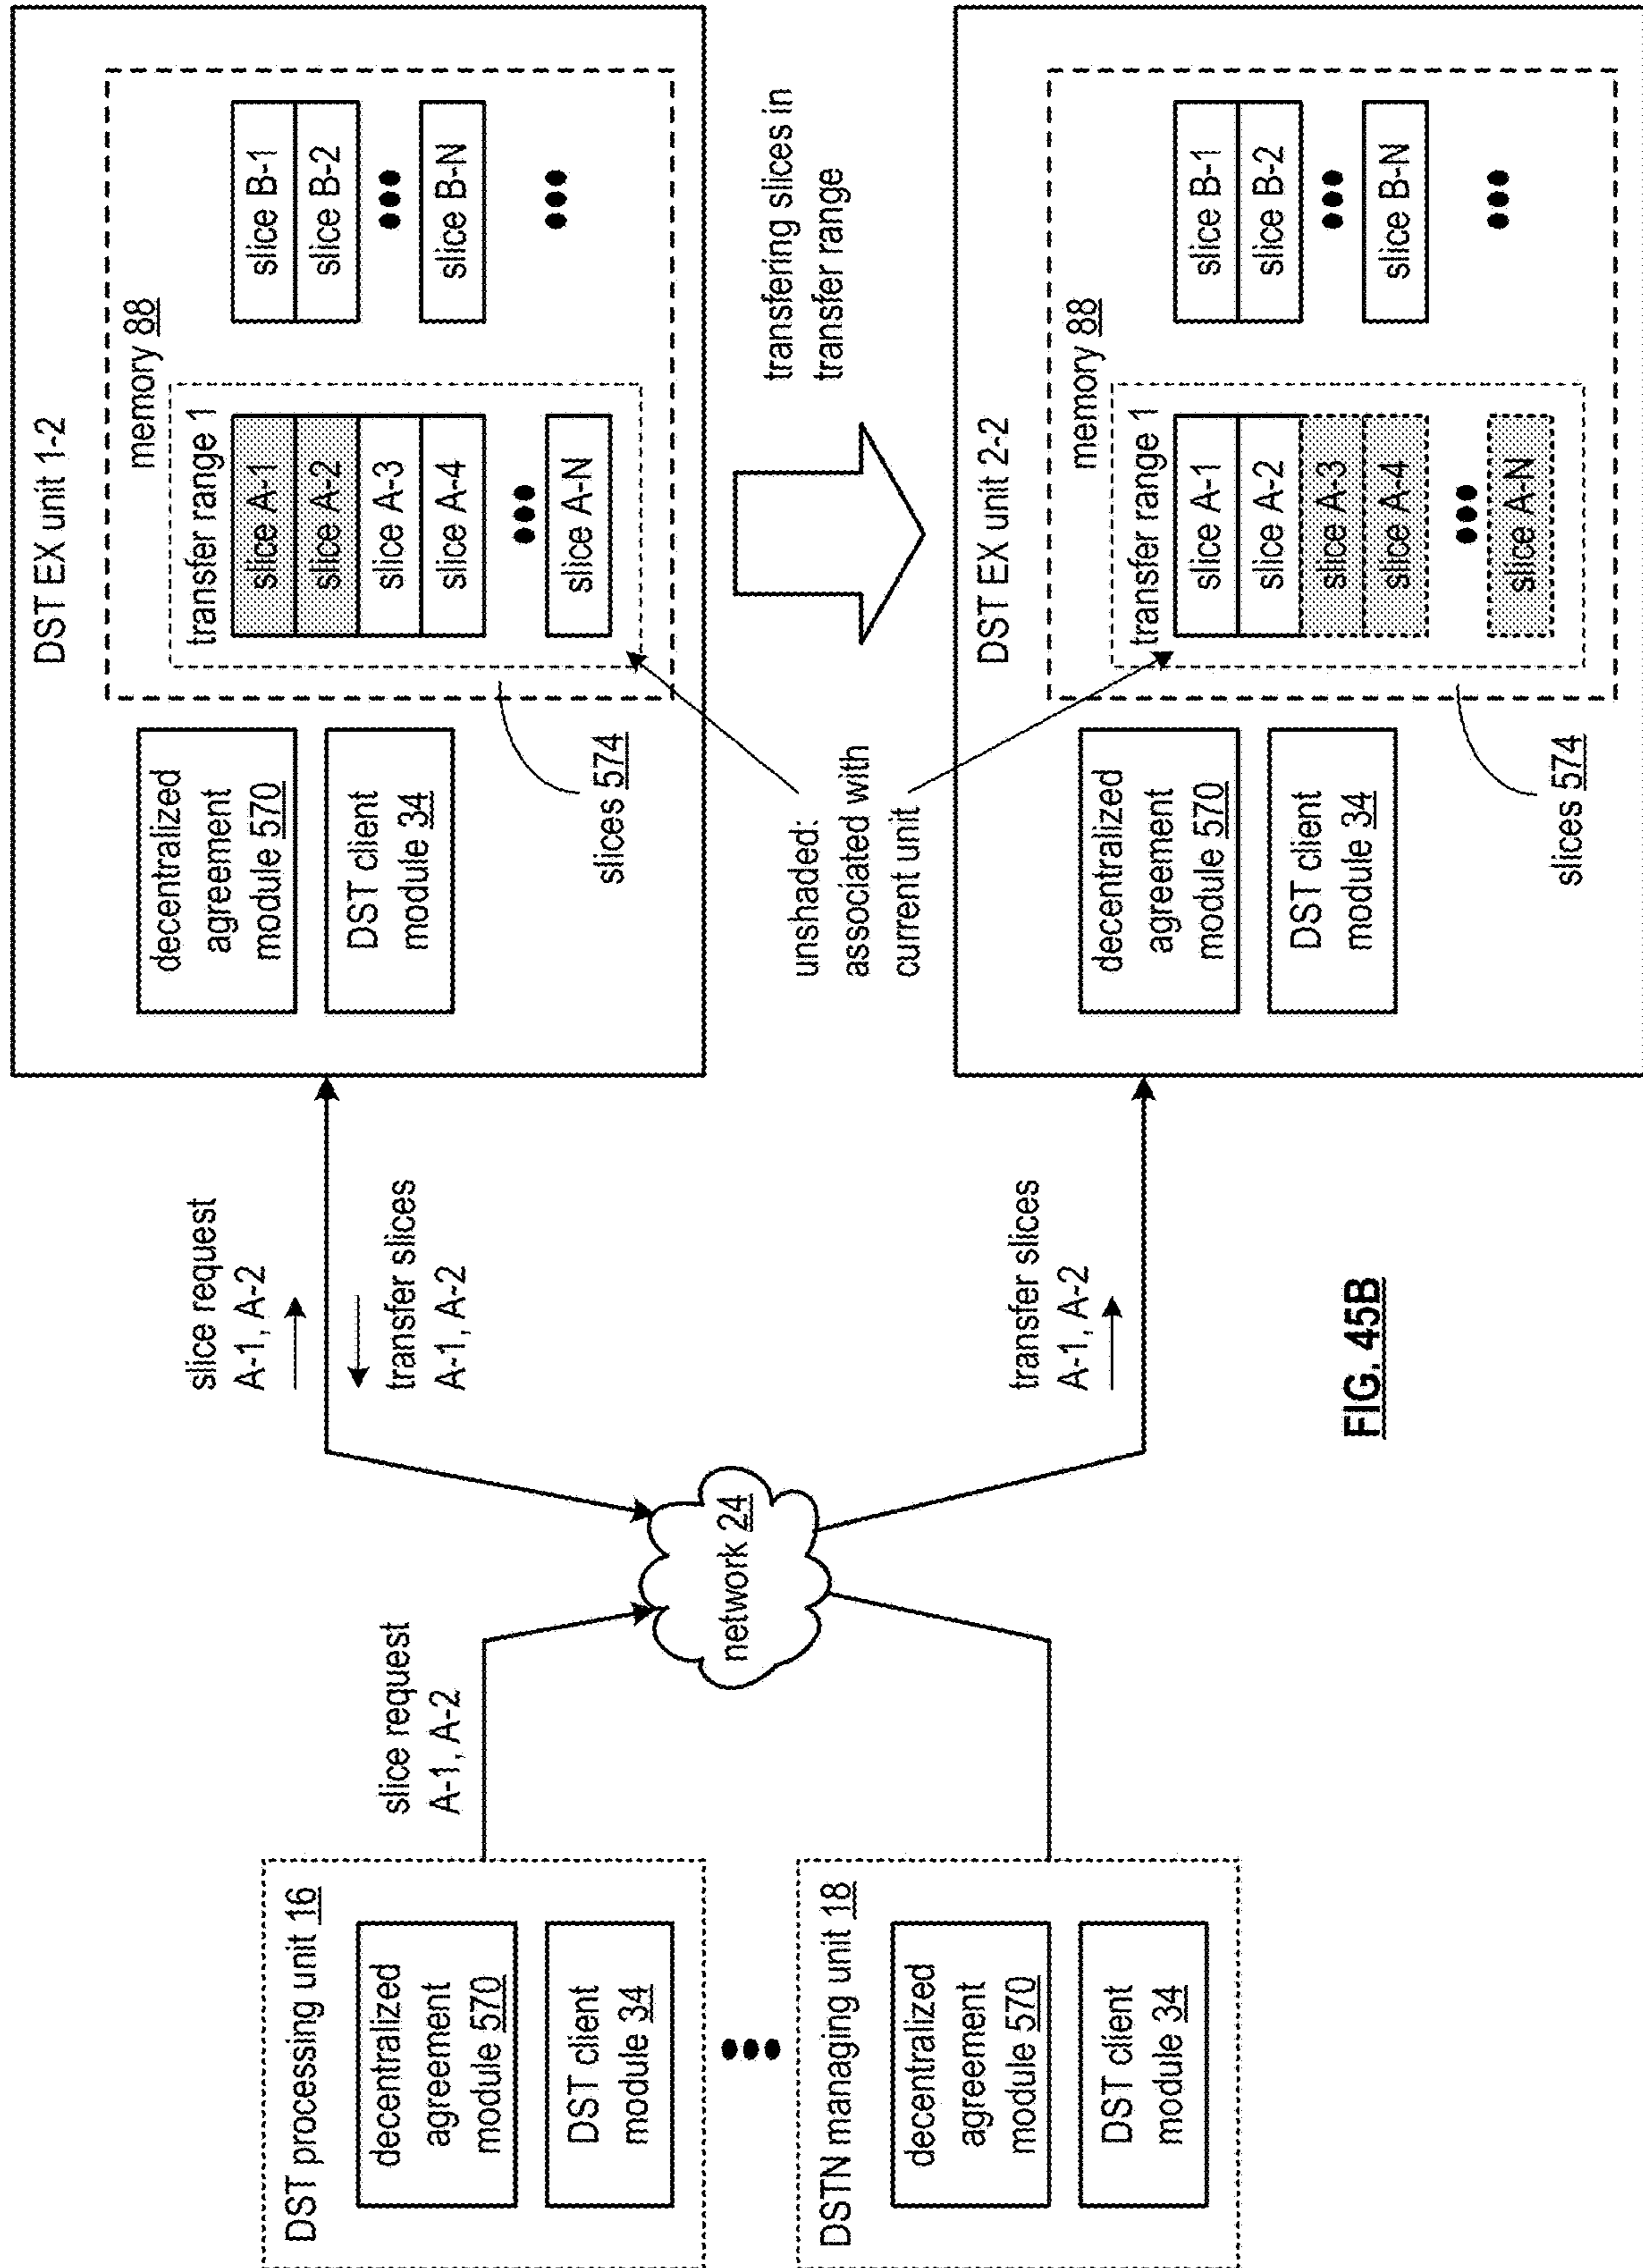 DST processing unit 16
decentralized
agreement
module 570
DST client
module 34
DSTN managing unit 18
decentralized
agreement
module 570
DST client
module 34
slice request
A-1, A-2
network 24
slice request
A-1, A-2
transfer slices
A-1, A-2
transfer slices
A-1, A-2
DST EX unit 1-2
decentralized
agreement
module 570
DST client
module 34
memory 88
transfer range 1
slice A-1
slice A-2
slice A-3
slice A-4
slice A-N
slice B-1
slice B-2
slice B-N
slices 574
unshaded:
associated with
current unit
transfering slices in
transfer range
DST EX unit 2-2
decentralized
agreement
module 570
DST client
module 34
memory 88
transfer range 1
slice A-1
slice A-2
slice A-3
slice A-4
slice A-N
slice B-1
slice B-2
slice B-N
slices 574
FIG. 45B